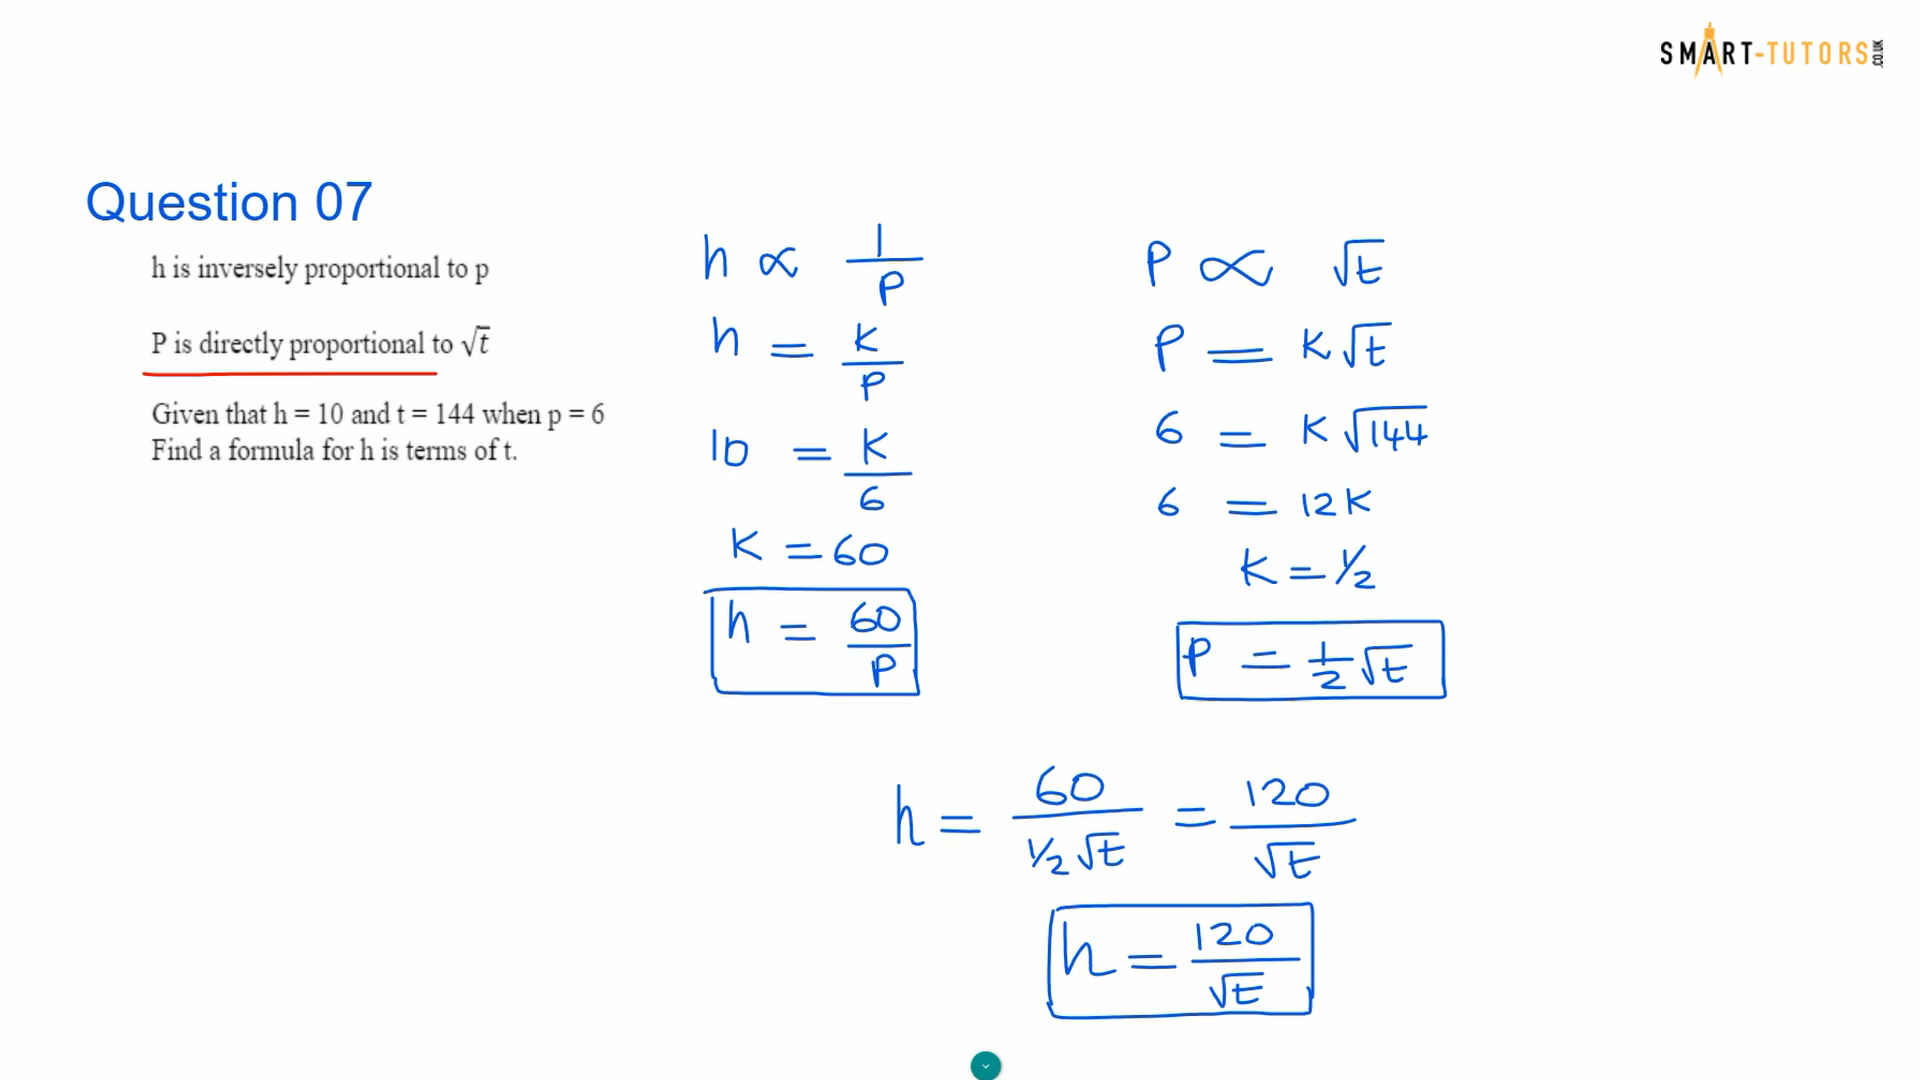 SMART-TUTORS.CO.UK
Question 07
h is inversely proportional to p
P is directly proportional to √t
Given that h = 10 and t = 144 when p = 6
Find a formula for h is terms of t.
h ∝ 1/P
h = K/P
10 = K/6
K = 60
h = 60/P
P ∝ √t
P = K√t
6 = K√144
6 = 12K
K = 1/2
P = 1/2 √t
h = 60/(1/2 √t) = 120/√t
h = 120/√t